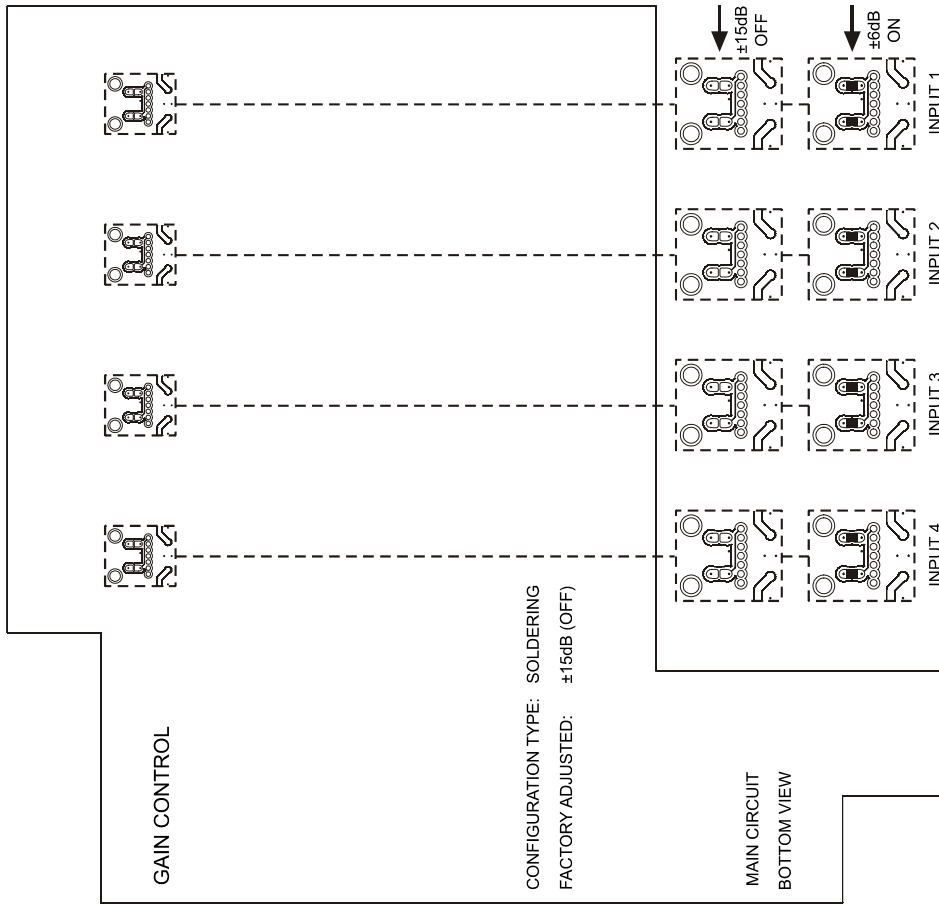 GAIN CONTROL
CONFIGURATION TYPE: SOLDERING
FACTORY ADJUSTED: ±15dB (OFF)
MAIN CIRCUIT
BOTTOM VIEW
±15dB
OFF
±6dB
ON
INPUT 4
INPUT 3
INPUT 2
INPUT 1